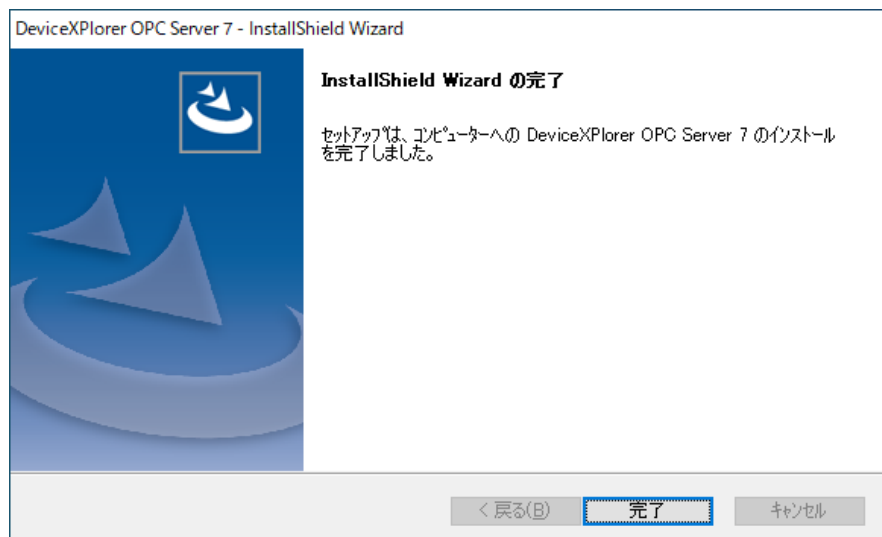 DeviceXPlorer OPC Server 7 - InstallShield Wizard
InstallShield Wizard の完了
セットアップは、コンピューターへの DeviceXPlorer OPC Server 7 のインストール
を完了しました。
< 戻る(B)
完了
キャンセル